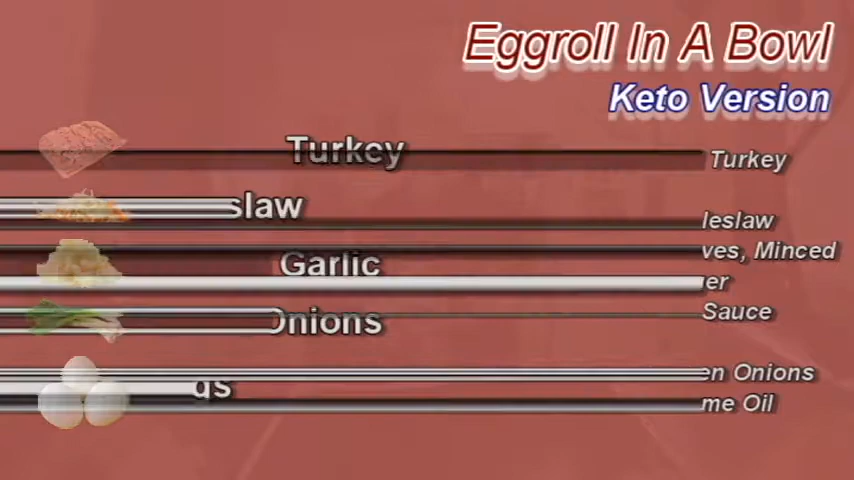 Eggroll In A Bowl
Keto Version
Turkey
Turkey
slaw
leslaw
ves, Minced
Garlic
er
Sauce
Onions
en Onions
gs
me Oil